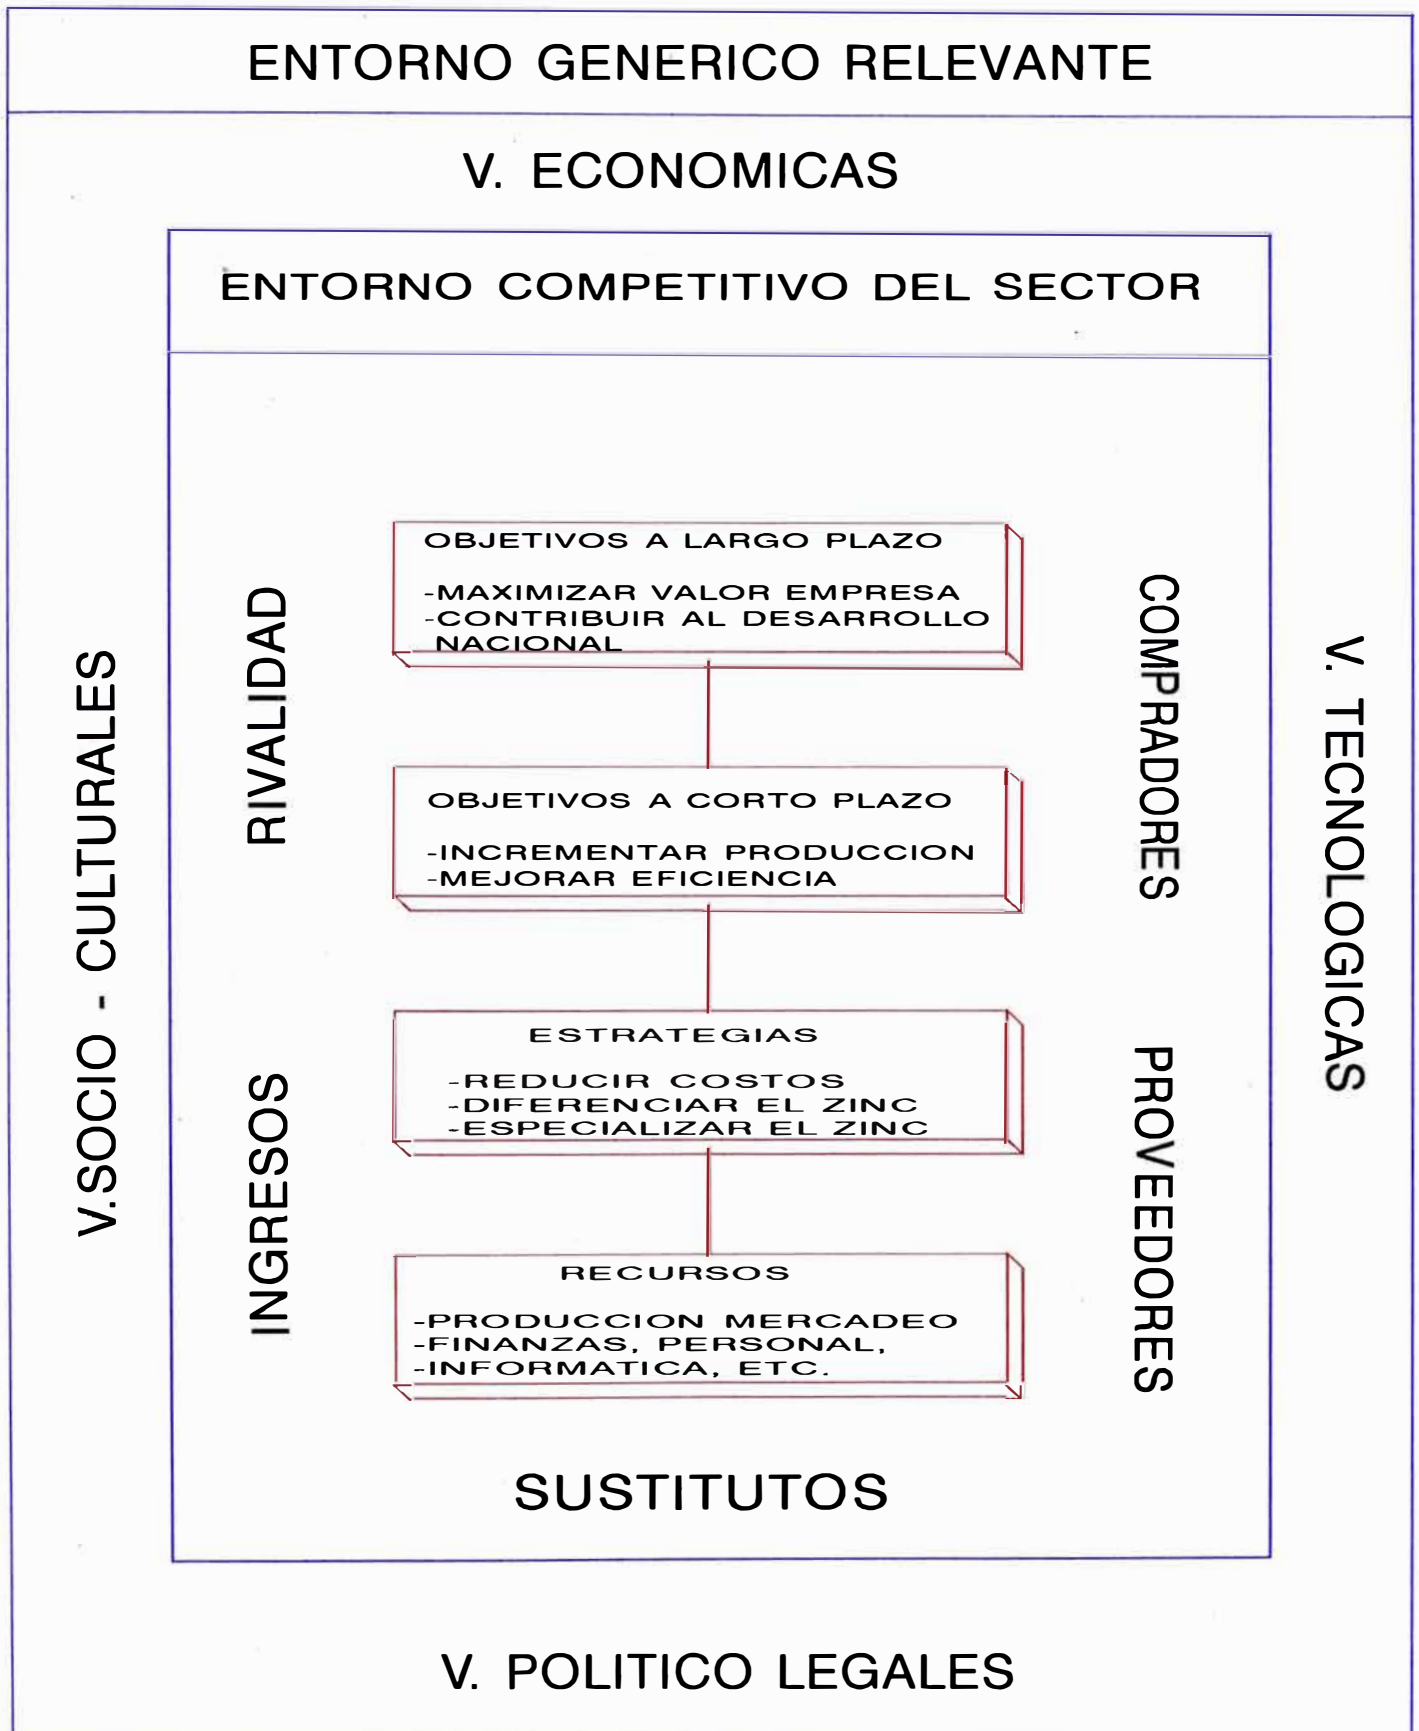 ENTORNO GENERICO RELEVANTE
V. ECONOMICAS
ENTORNO COMPETITIVO DEL SECTOR
V.SOCIO - CULTURALES
RIVALIDAD
INGRESOS
OBJETIVOS A LARGO PLAZO
-MAXIMIZAR VALOR EMPRESA
-CONTRIBUIR AL DESARROLLO
NACIONAL
OBJETIVOS A CORTO PLAZO
-INCREMENTAR PRODUCCION
-MEJORAR EFICIENCIA
ESTRATEGIAS
-REDUCIR COSTOS
-DIFERENCIAR EL ZINC
-ESPECIALIZAR EL ZINC
RECURSOS
-PRODUCCION MERCADEO
-FINANZAS, PERSONAL,
-INFORMATICA, ETC.
COMPRADORES
PROVEEDORES
V. TECNOLOGICAS
SUSTITUTOS
V. POLITICO LEGALES